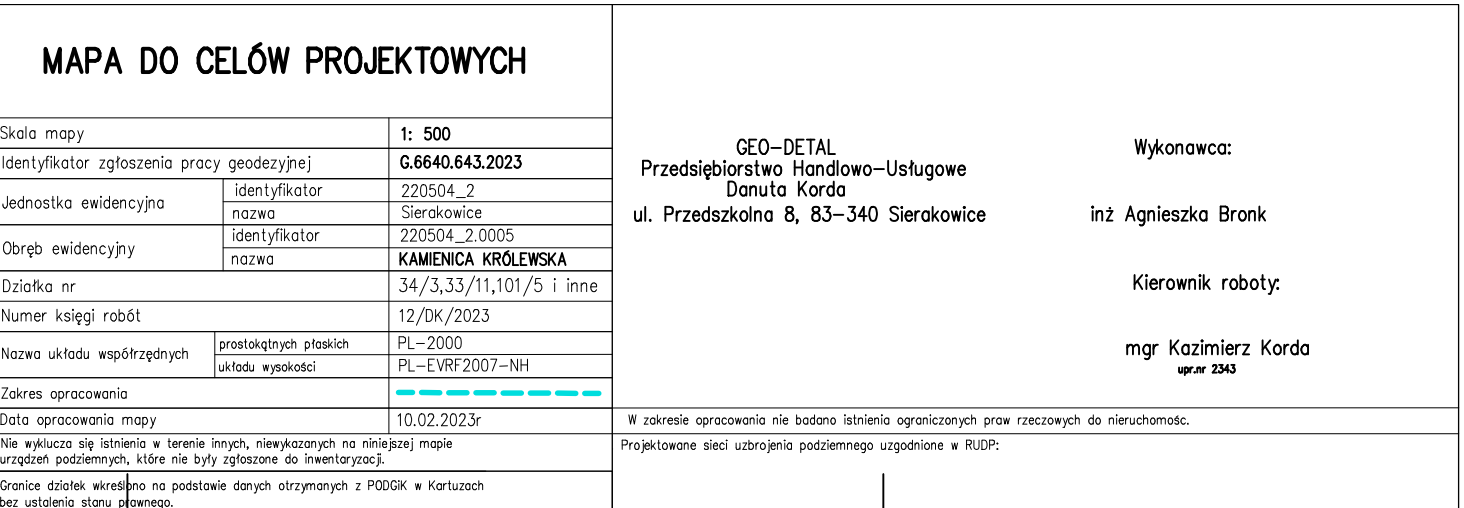 MAPA DO CELÓW PROJEKTOWYCH
Skala mapy 1: 500
Identyfikator zgłoszenia pracy geodezyjnej G.6640.643.2023
Jednostka ewidencyjna identyfikator 220504_2
nazwa Sierakowice
Obręb ewidencyjny identyfikator 220504_2.0005
nazwa KAMIENICA KRÓLEWSKA
Działka nr 34/3,33/11,101/5 i inne
Numer księgi robót 12/DK/2023
Nazwa układu współrzędnych prostokątnych płaskich PL-2000
układu wysokości PL-EVRF2007-NH
Zakres opracowania
Data opracowania mapy 10.02.2023r
Nie wyklucza się istnienia w terenie innych, niewykazanych na niniejszej mapie
urządzeń podziemnych, które nie były zgłoszone do inwentaryzacji.
Granice działek wkreślono na podstawie danych otrzymanych z PODGiK w Kartuzach
bez ustalenia stanu prawnego.
GEO-DETAL
Przedsiębiorstwo Handlowo-Usługowe
Danuta Korda
ul. Przedszkolna 8, 83-340 Sierakowice
Wykonawca:
inż Agnieszka Bronk
Kierownik roboty:
mgr Kazimierz Korda
upr.nr 2343
W zakresie opracowania nie badano istnienia ograniczonych praw rzeczowych do nieruchomośc.
Projektowane sieci uzbrojenia podziemnego uzgodnione w RUDP: